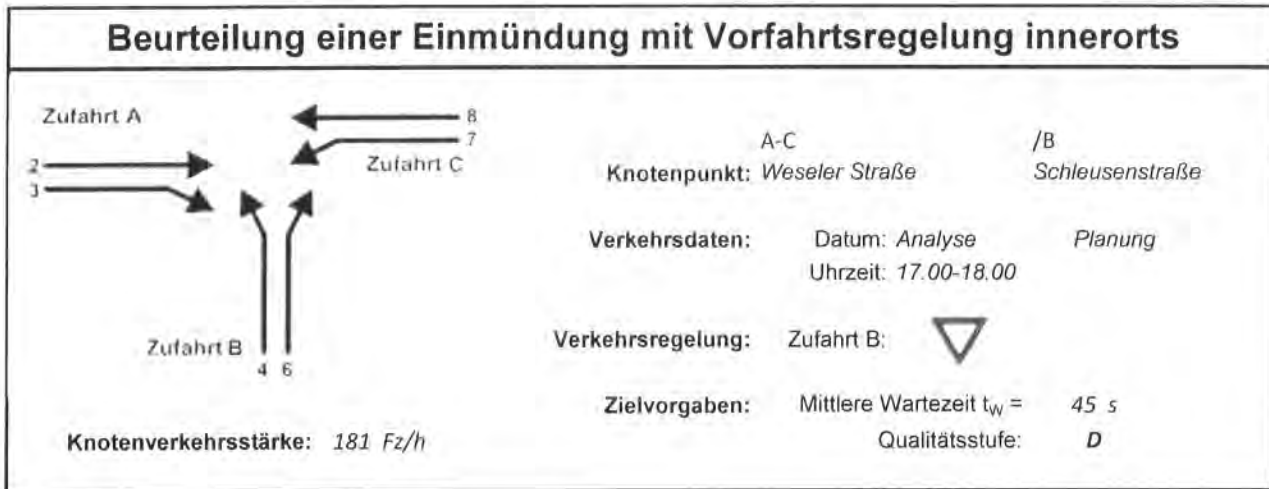 Beurteilung einer Einmündung mit Vorfahrtsregelung innerorts
Zufahrt A
8
7
Zufahrt C
2
3
Zufahrt B
4 6
Knotenverkehrsstärke: 181 Fz/h
A-C /B
Knotenpunkt: Weseler Straße Schleusenstraße
Verkehrsdaten: Datum: Analyse Planung
Uhrzeit: 17.00-18.00
Verkehrsregelung: Zufahrt B:
Zielvorgaben: Mittlere Wartezeit tW = 45 s
Qualitätsstufe: D